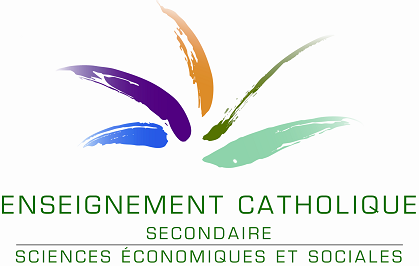 ENSEIGNEMENT CATHOLIQUE
SECONDAIRE
SCIENCES ÉCONOMIQUES ET SOCIALES